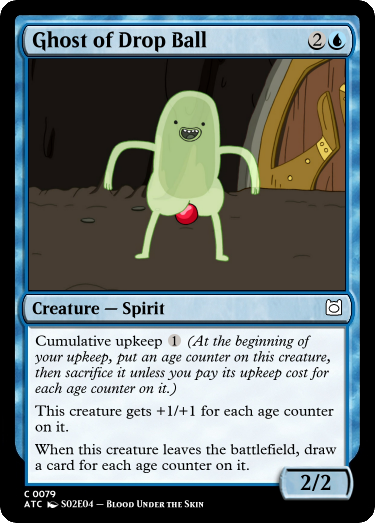 Ghost of Drop Ball 2
Creature — Spirit
Cumulative upkeep 1 (At the beginning of
your upkeep, put an age counter on this creature,
then sacrifice it unless you pay its upkeep cost for
each age counter on it.)
This creature gets +1/+1 for each age counter
on it.
When this creature leaves the battlefield, draw
a card for each age counter on it.
2/2
C 0079
ATC S02E04 – Blood Under the Skin